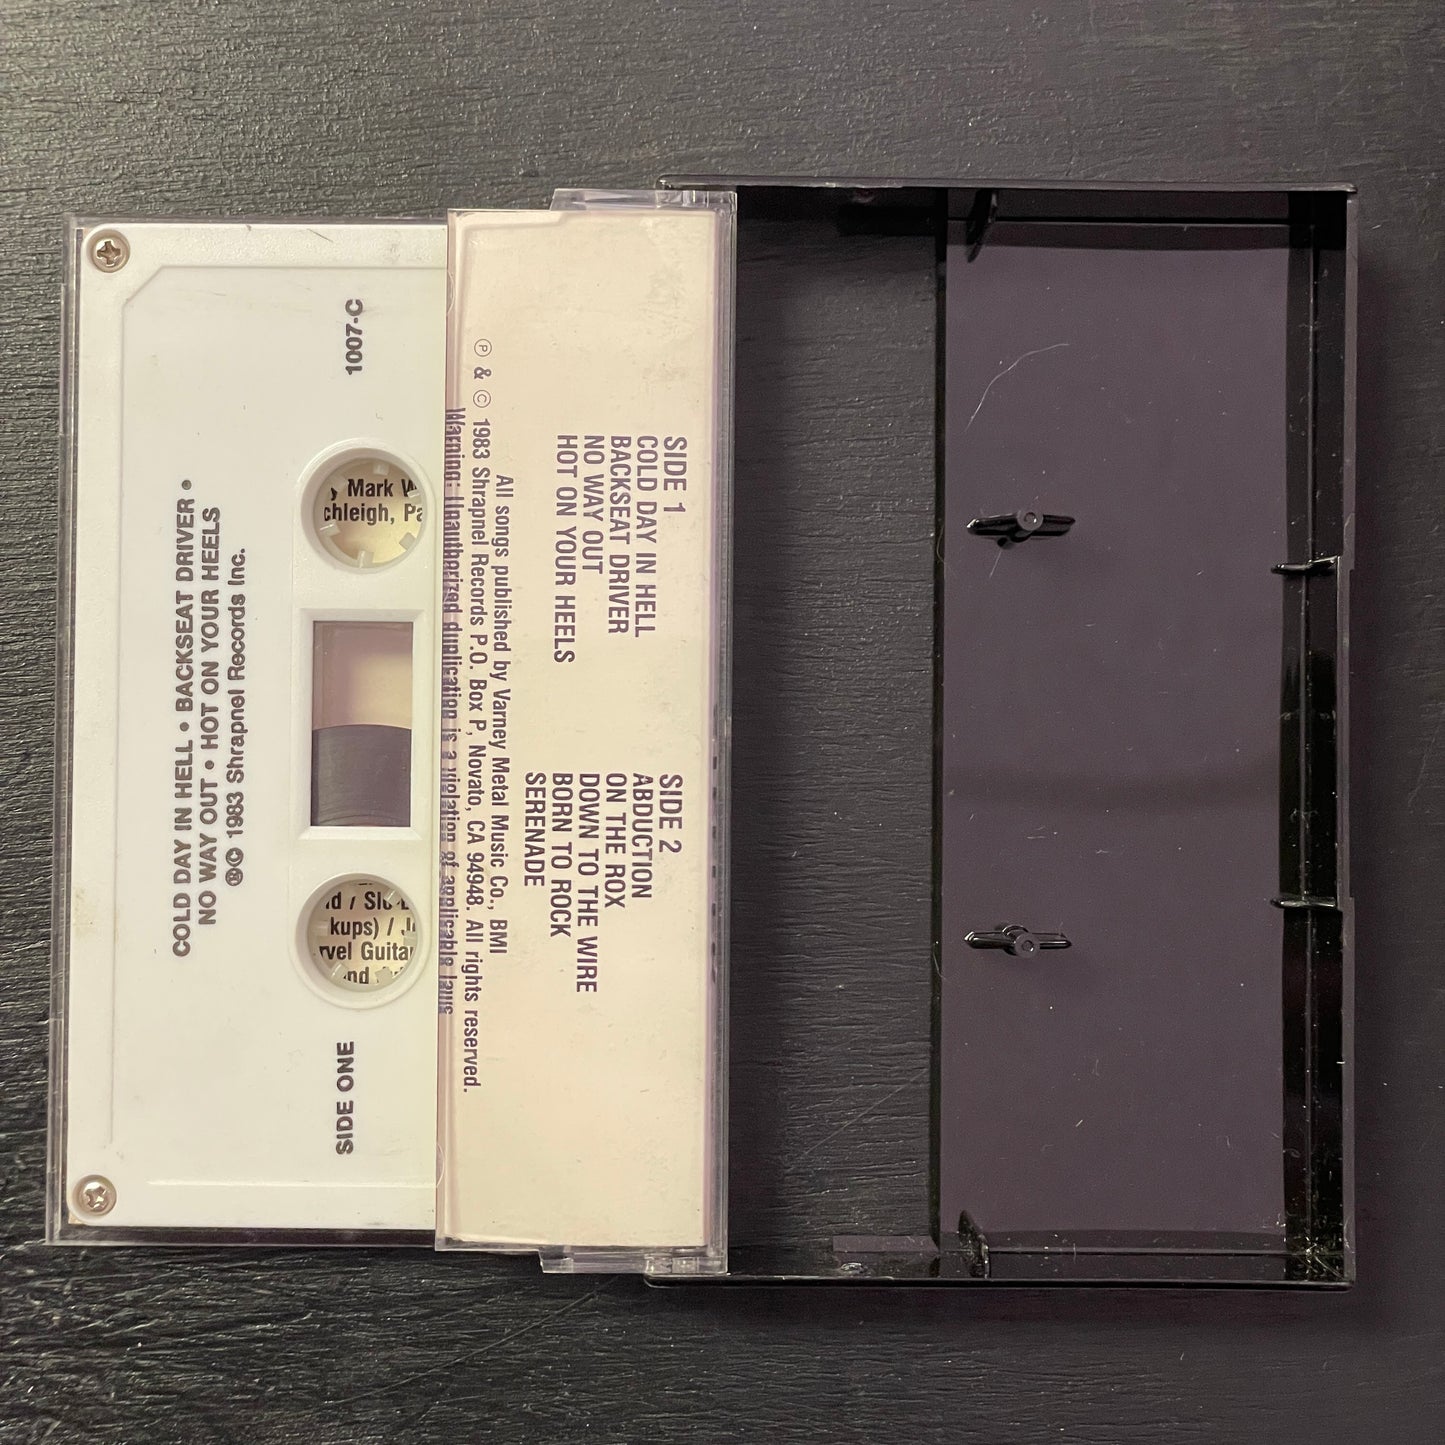 COLD DAY IN HELL • BACKSEAT DRIVER •
NO WAY OUT • HOT ON YOUR HEELS
℗© 1983 Shrapnel Records Inc.
SIDE ONE
1007-C
Mark
chleigh,
kups) /
SIDE 1
COLD DAY IN HELL
BACKSEAT DRIVER
NO WAY OUT
HOT ON YOUR HEELS
SIDE 2
ABDUCTION
ON THE ROX
DOWN TO THE WIRE
BORN TO ROCK
SERENADE
All songs published by Varney Metal Music Co., BMI
℗ & © 1983 Shrapnel Records P.O. Box P, Novato, CA 94948. All rights reserved.
Warning: Unauthorized duplication is a violation of applicable laws